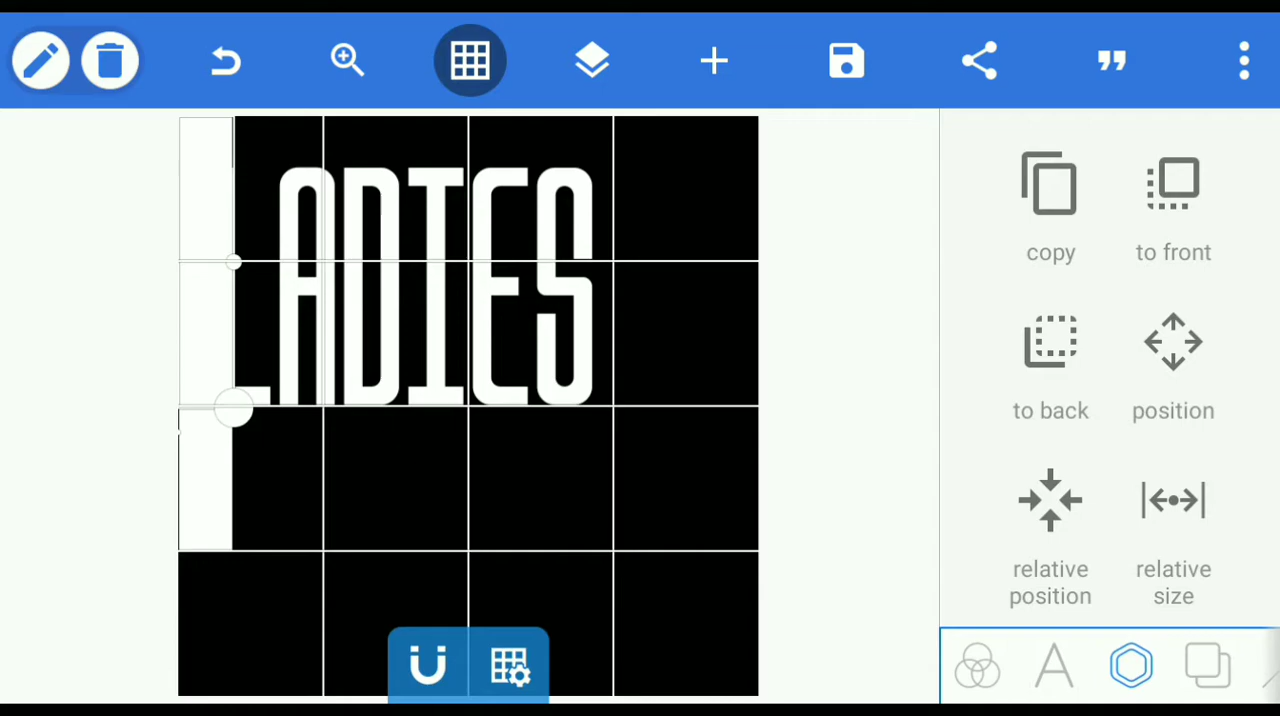 LADIES
copy
to front
to back
position
relative
position
relative
size